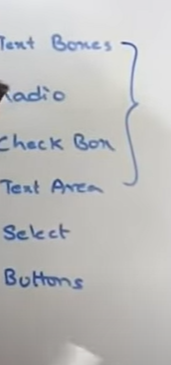 Text Boxes
Radio
Check Box
Text Area
Select
Buttons